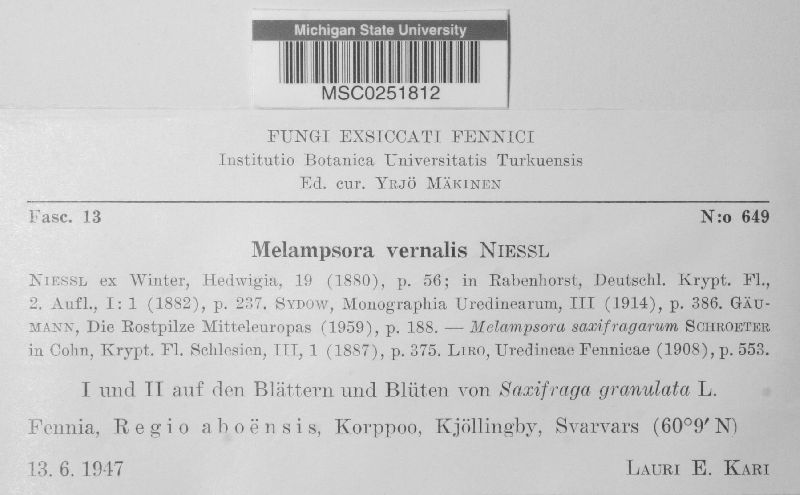 Michigan State University
MSC0251812
FUNGI EXSICCATI FENNICI
Institutio Botanica Universitatis Turkuensis
Ed. cur. YRJÖ MÄKINEN
Fasc. 13 N:o 649
Melampsora vernalis NIESSL
NIESSL ex Winter, Hedwigia, 19 (1880), p. 56; in Rabenhorst, Deutschl. Krypt. Fl.,
2. Aufl., I: 1 (1882), p. 237. SYDOW, Monographia Uredinearum, III (1914), p. 386. GÄU-
MANN, Die Rostpilze Mitteleuropas (1959), p. 188. — Melampsora saxifragarum SCHROETER
in Cohn, Krypt. Fl. Schlesien, III, 1 (1887), p. 375. LIRO, Uredineae Fennicae (1908), p. 553.
I und II auf den Blättern und Blüten von Saxifraga granulata L.
Fennia, Regio aboënsis, Korppoo, Kjöllingby, Svarvars (60°9′ N)
13. 6. 1947 LAURI E. KARI